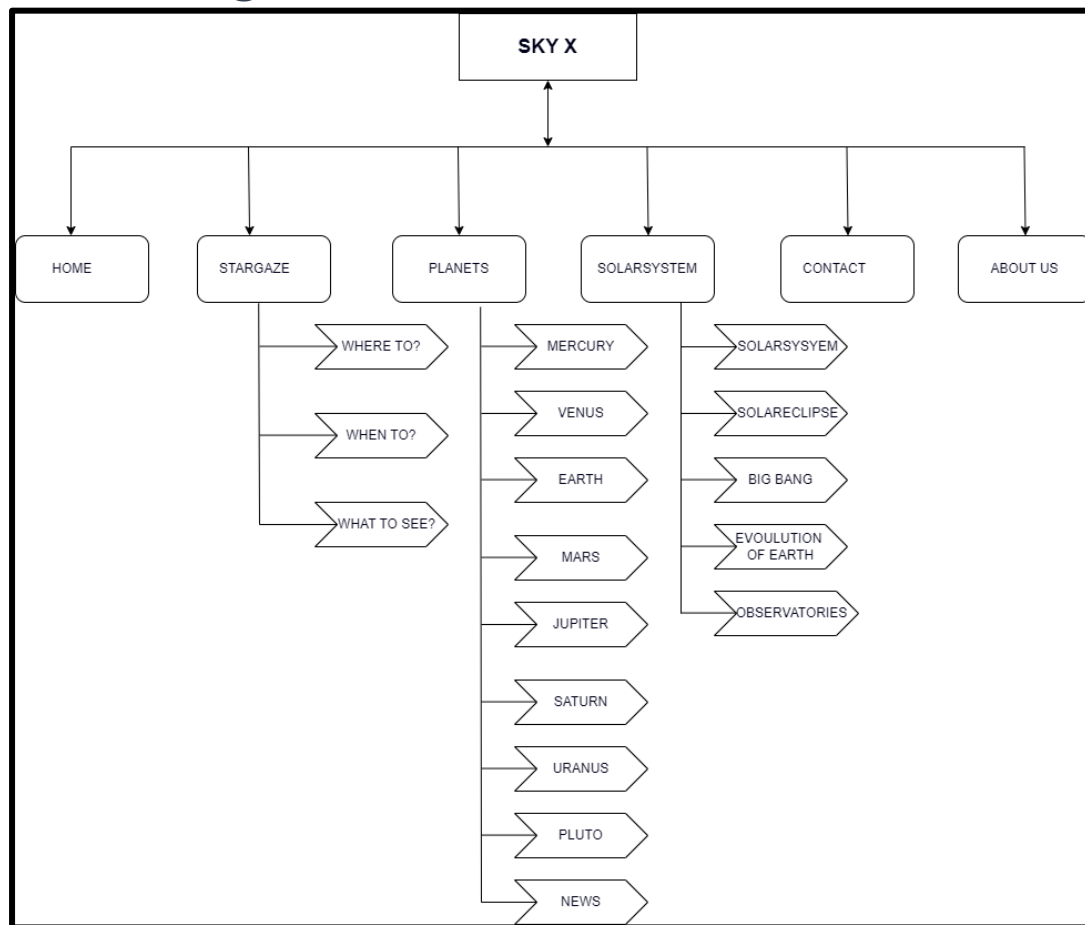 SKY X
HOME
STARGAZE
PLANETS
SOLARSYSTEM
CONTACT
ABOUT US
WHERE TO?
WHEN TO?
WHAT TO SEE?
MERCURY
VENUS
EARTH
MARS
JUPITER
SATURN
URANUS
PLUTO
NEWS
SOLARSYSYEM
SOLARECLIPSE
BIG BANG
EVOULUTION
OF EARTH
OBSERVATORIES